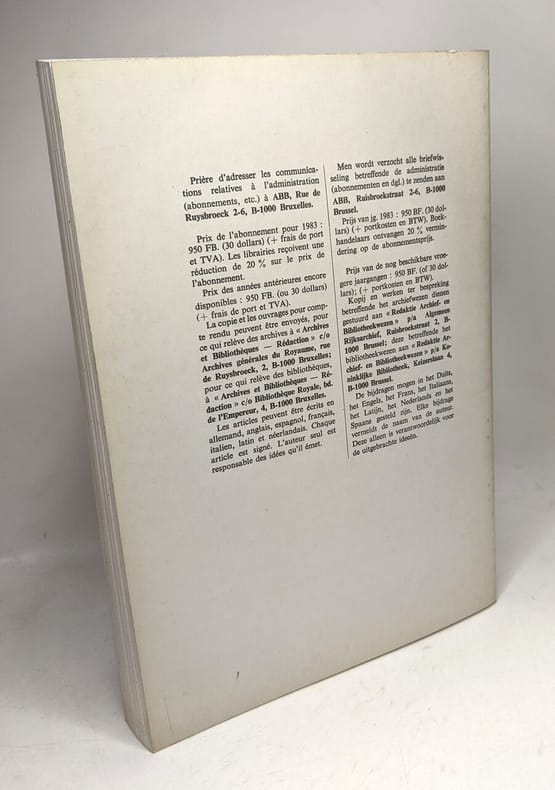 Prière d'adresser les communica-
tions relatives à l'administration
(abonnements, etc.) à ABB, Rue de
Ruysbroeck 2-6, B-1000 Bruxelles.
Prix de l'abonnement pour 1983 :
950 FB. (30 dollars) (+ frais de port
et TVA). Les librairies reçoivent une
réduction de 20 % sur le prix de
l'abonnement.
Prix des années antérieures encore
disponibles : 950 FB. (ou 30 dollars)
(+ frais de port et TVA).
La copie et les ouvrages pour comp-
te rendu peuvent être envoyés, pour
ce qui relève des archives à « Archives
et Bibliothèques — Rédaction » c/o
Archives générales du Royaume, rue
de Ruysbroek, 2, B-1000 Bruxelles;
pour ce qui relève des bibliothèques,
à « Archives et Bibliothèques — Ré-
daction » c/o Bibliothèque Royale, bd.
de l'Empereur, 4, B-1000 Bruxelles.
Les articles peuvent être écrits en
allemand, anglais, espagnol, français,
italien, latin et néerlandais. Chaque
article est signé. L'auteur seul est
responsable des idées qu'il émet.
Men wordt verzocht alle briefwis-
seling betreffende de administratie
(abonnementen en dgl.) te zenden aan
ABB, Ruisbroekstraat 2-6, B-1000
Brussel.
Prijs van jg. 1983 : 950 BF. (30 dol-
lars) (+ portkosten en BTW). Boek-
handelaars ontvangen 20 % vermin-
dering op de abonnementsprijs.
Prijs van de nog beschikbare vroe-
gere jaargangen : 950 BF. (of 30 dol-
lars); (+ portkosten en BTW).
Kopij en werken ter bespreking
betreffende het archiefwezen dienen
gestuurd aan « Redaktie Archief- en
Bibliotheekwezen » p/a Algemeen
Rijksarchief, Ruisbroekstraat 2, B-
1000 Brussel; deze betreffende het
bibliotheekwezen aan « Redaktie Ar-
chief- en Bibliotheekwezen » p/a Ko-
ninklijke Bibliotheek, Keizerslaan 4,
B-1000 Brussel.
De bijdragen mogen in het Duits,
het Engels, het Frans, het Italiaans,
het Latijn, het Nederlands en het
Spaans gesteld zijn. Elke bijdrage
vermeldt de naam van de auteur.
Deze alleen is verantwoordelijk voor
de uitgebrachte ideeën.